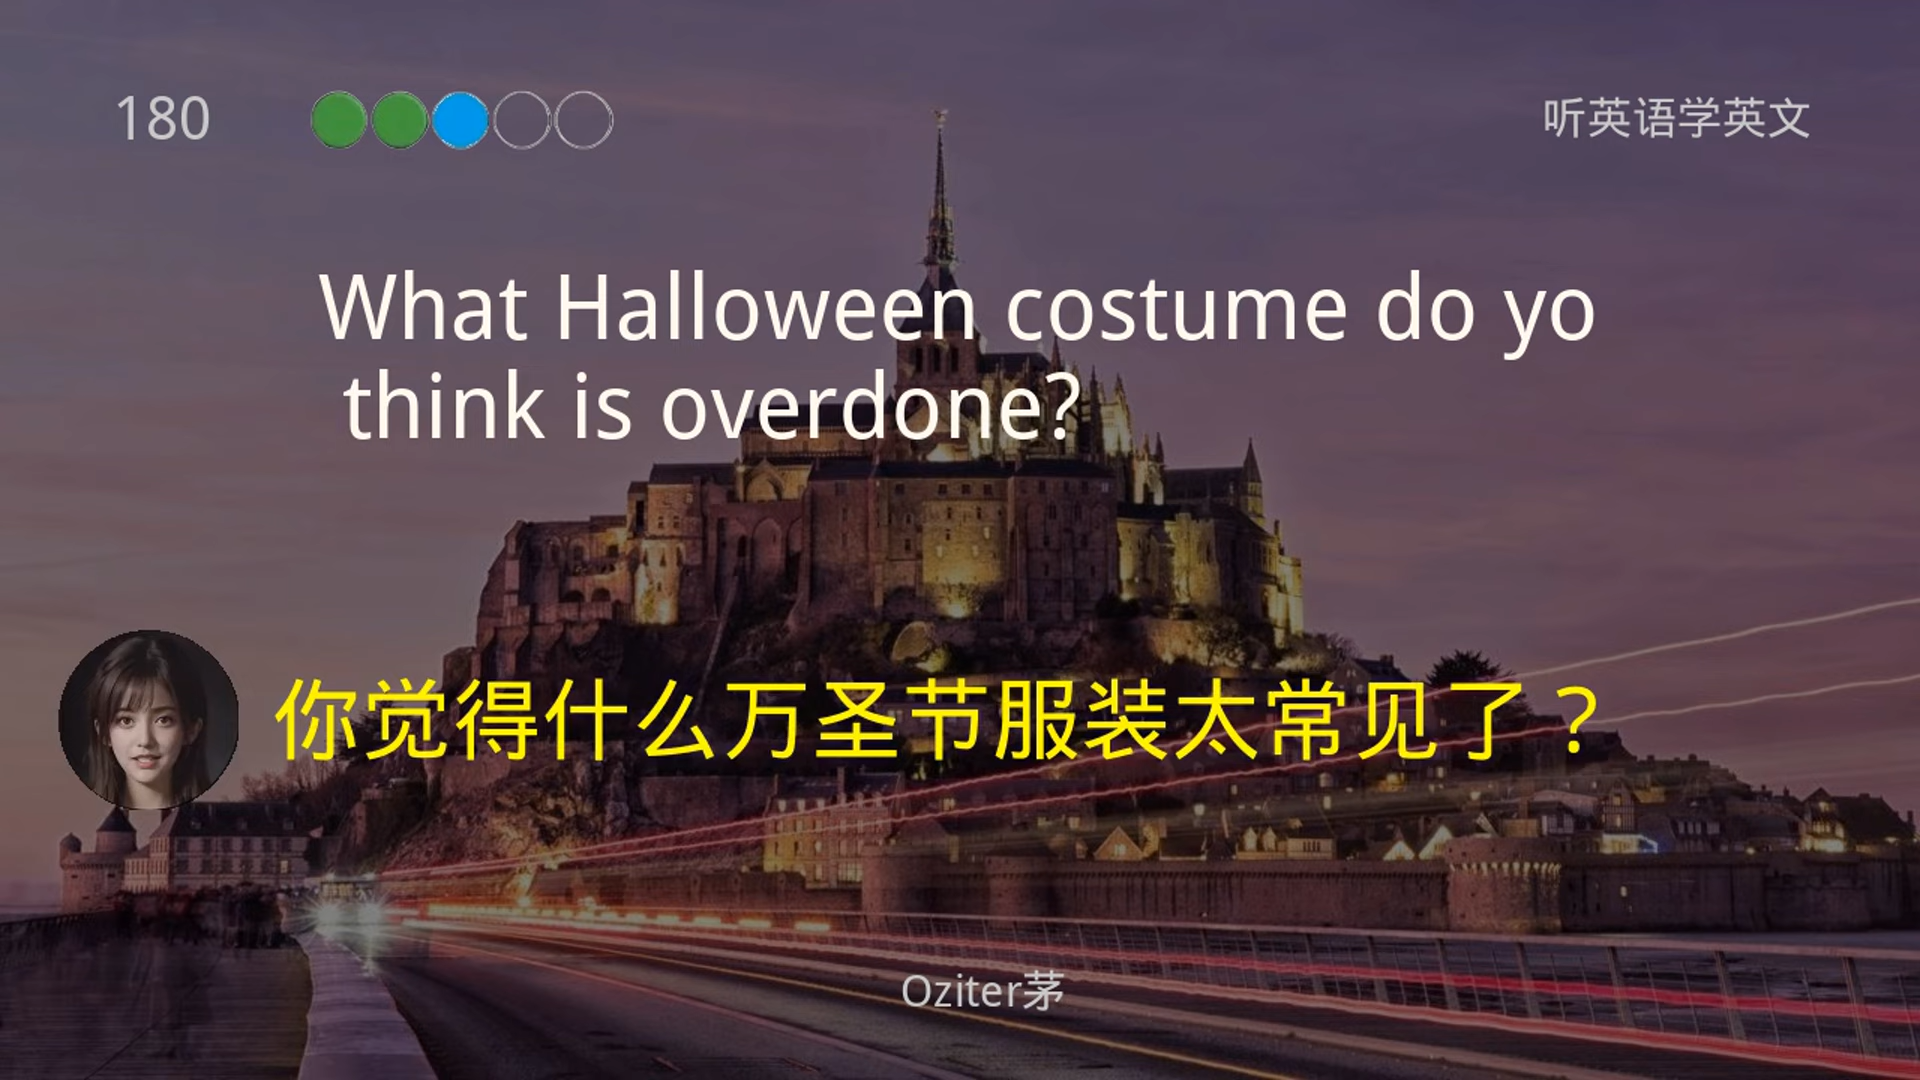 180
听英语学英文
What Halloween costume do yo
think is overdone?
你觉得什么万圣节服装太常见了？
Oziter茅